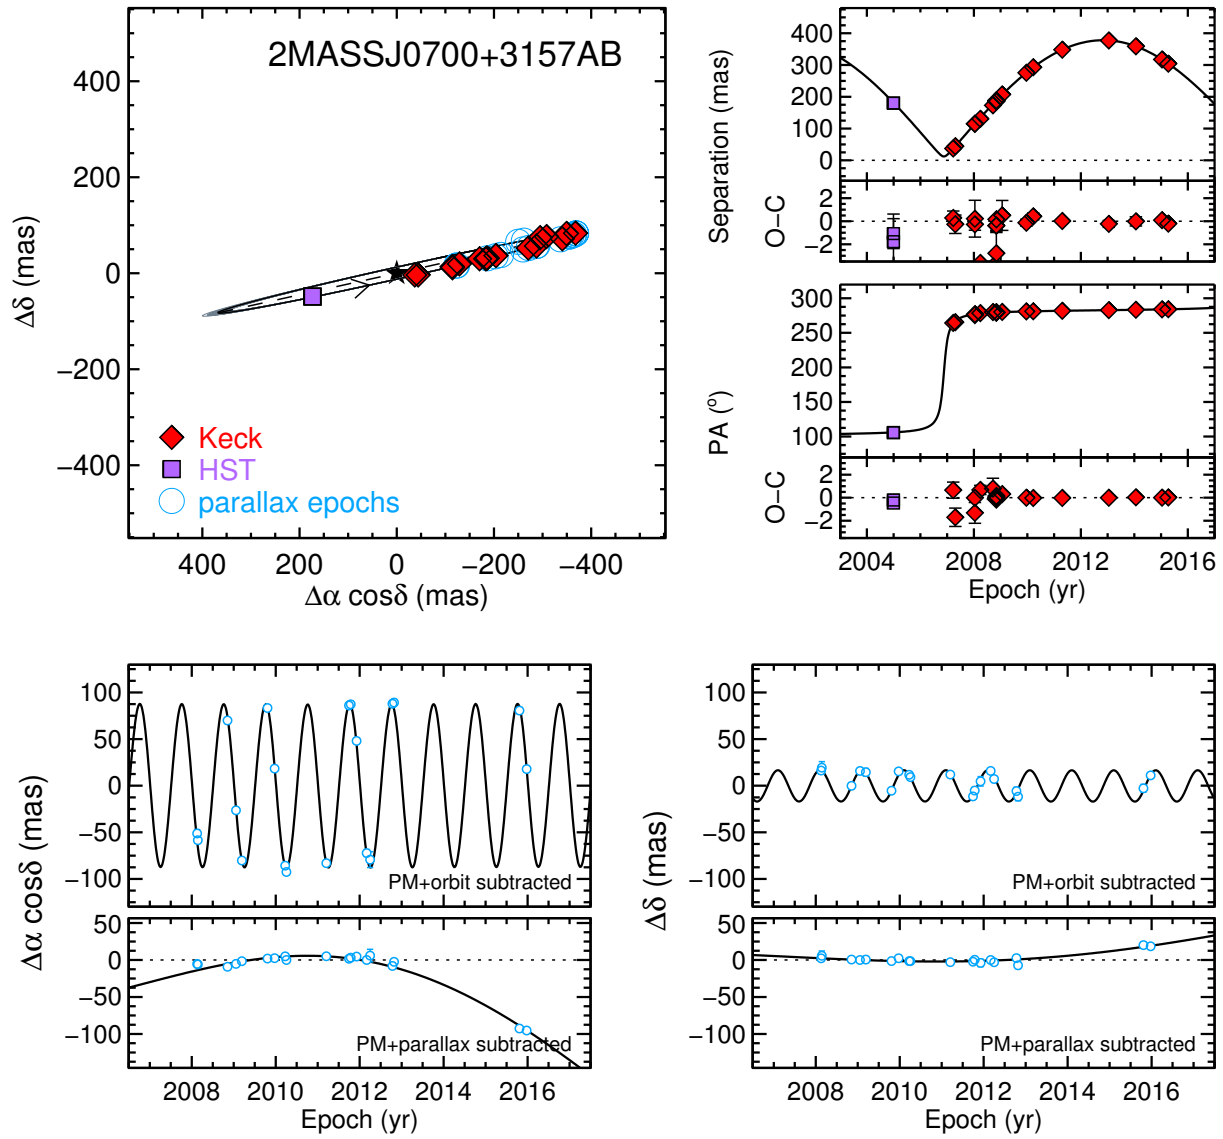 2MASSJ0700+3157AB
Δδ (mas)
400
200
0
−200
−400
Keck
HST
parallax epochs
400 200 0 −200 −400
Δα cosδ (mas)
Separation (mas)
400
300
200
100
0
O−C
2
0
−2
PA (°)
300
250
200
150
100
O−C
2
0
−2
2004 2008 2012 2016
Epoch (yr)
Δα cosδ (mas)
100
50
0
−50
−100
PM+orbit subtracted
50
0
−50
−100
PM+parallax subtracted
2008 2010 2012 2014 2016
Epoch (yr)
Δδ (mas)
100
50
0
−50
−100
PM+orbit subtracted
50
0
−50
−100
PM+parallax subtracted
2008 2010 2012 2014 2016
Epoch (yr)